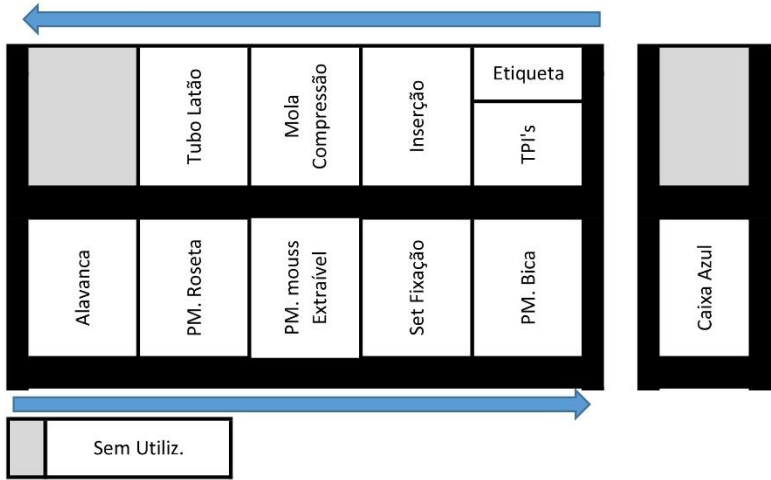 Tubo Latão
Mola
Compressão
Inserção
Etiqueta
TPI's
Alavanca
PM. Roseta
PM. mouss
Extraível
Set Fixação
PM. Bica
Caixa Azul
Sem Utiliz.